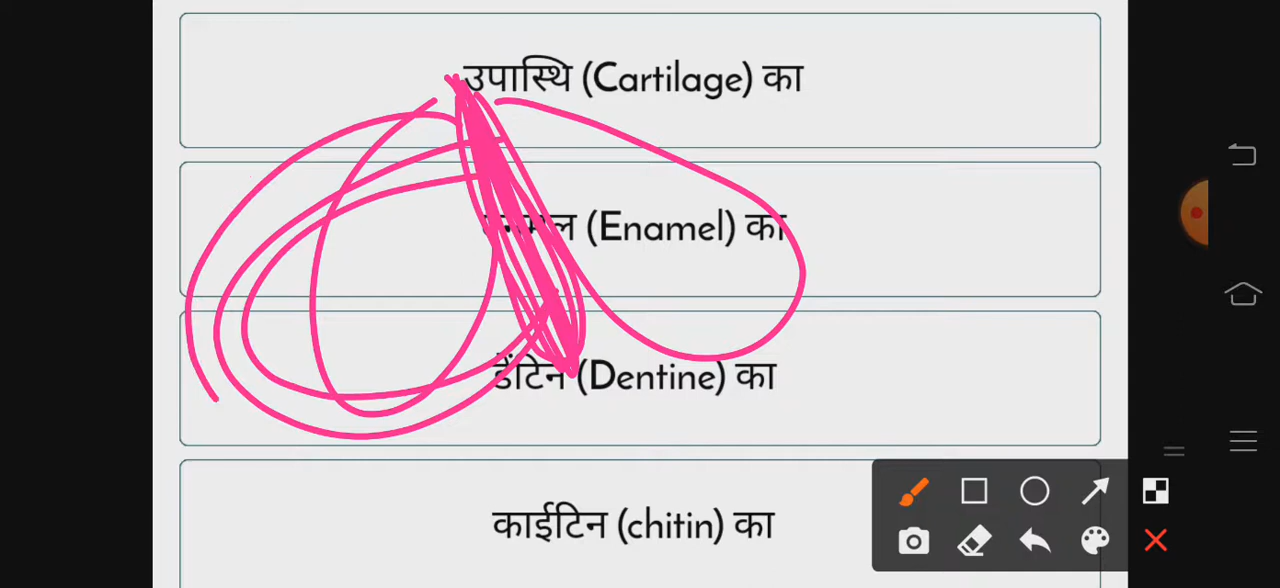 उपास्थि (Cartilage) का
(Enamel) का
डेंटिन (Dentine) का
काईटिन (chitin) का